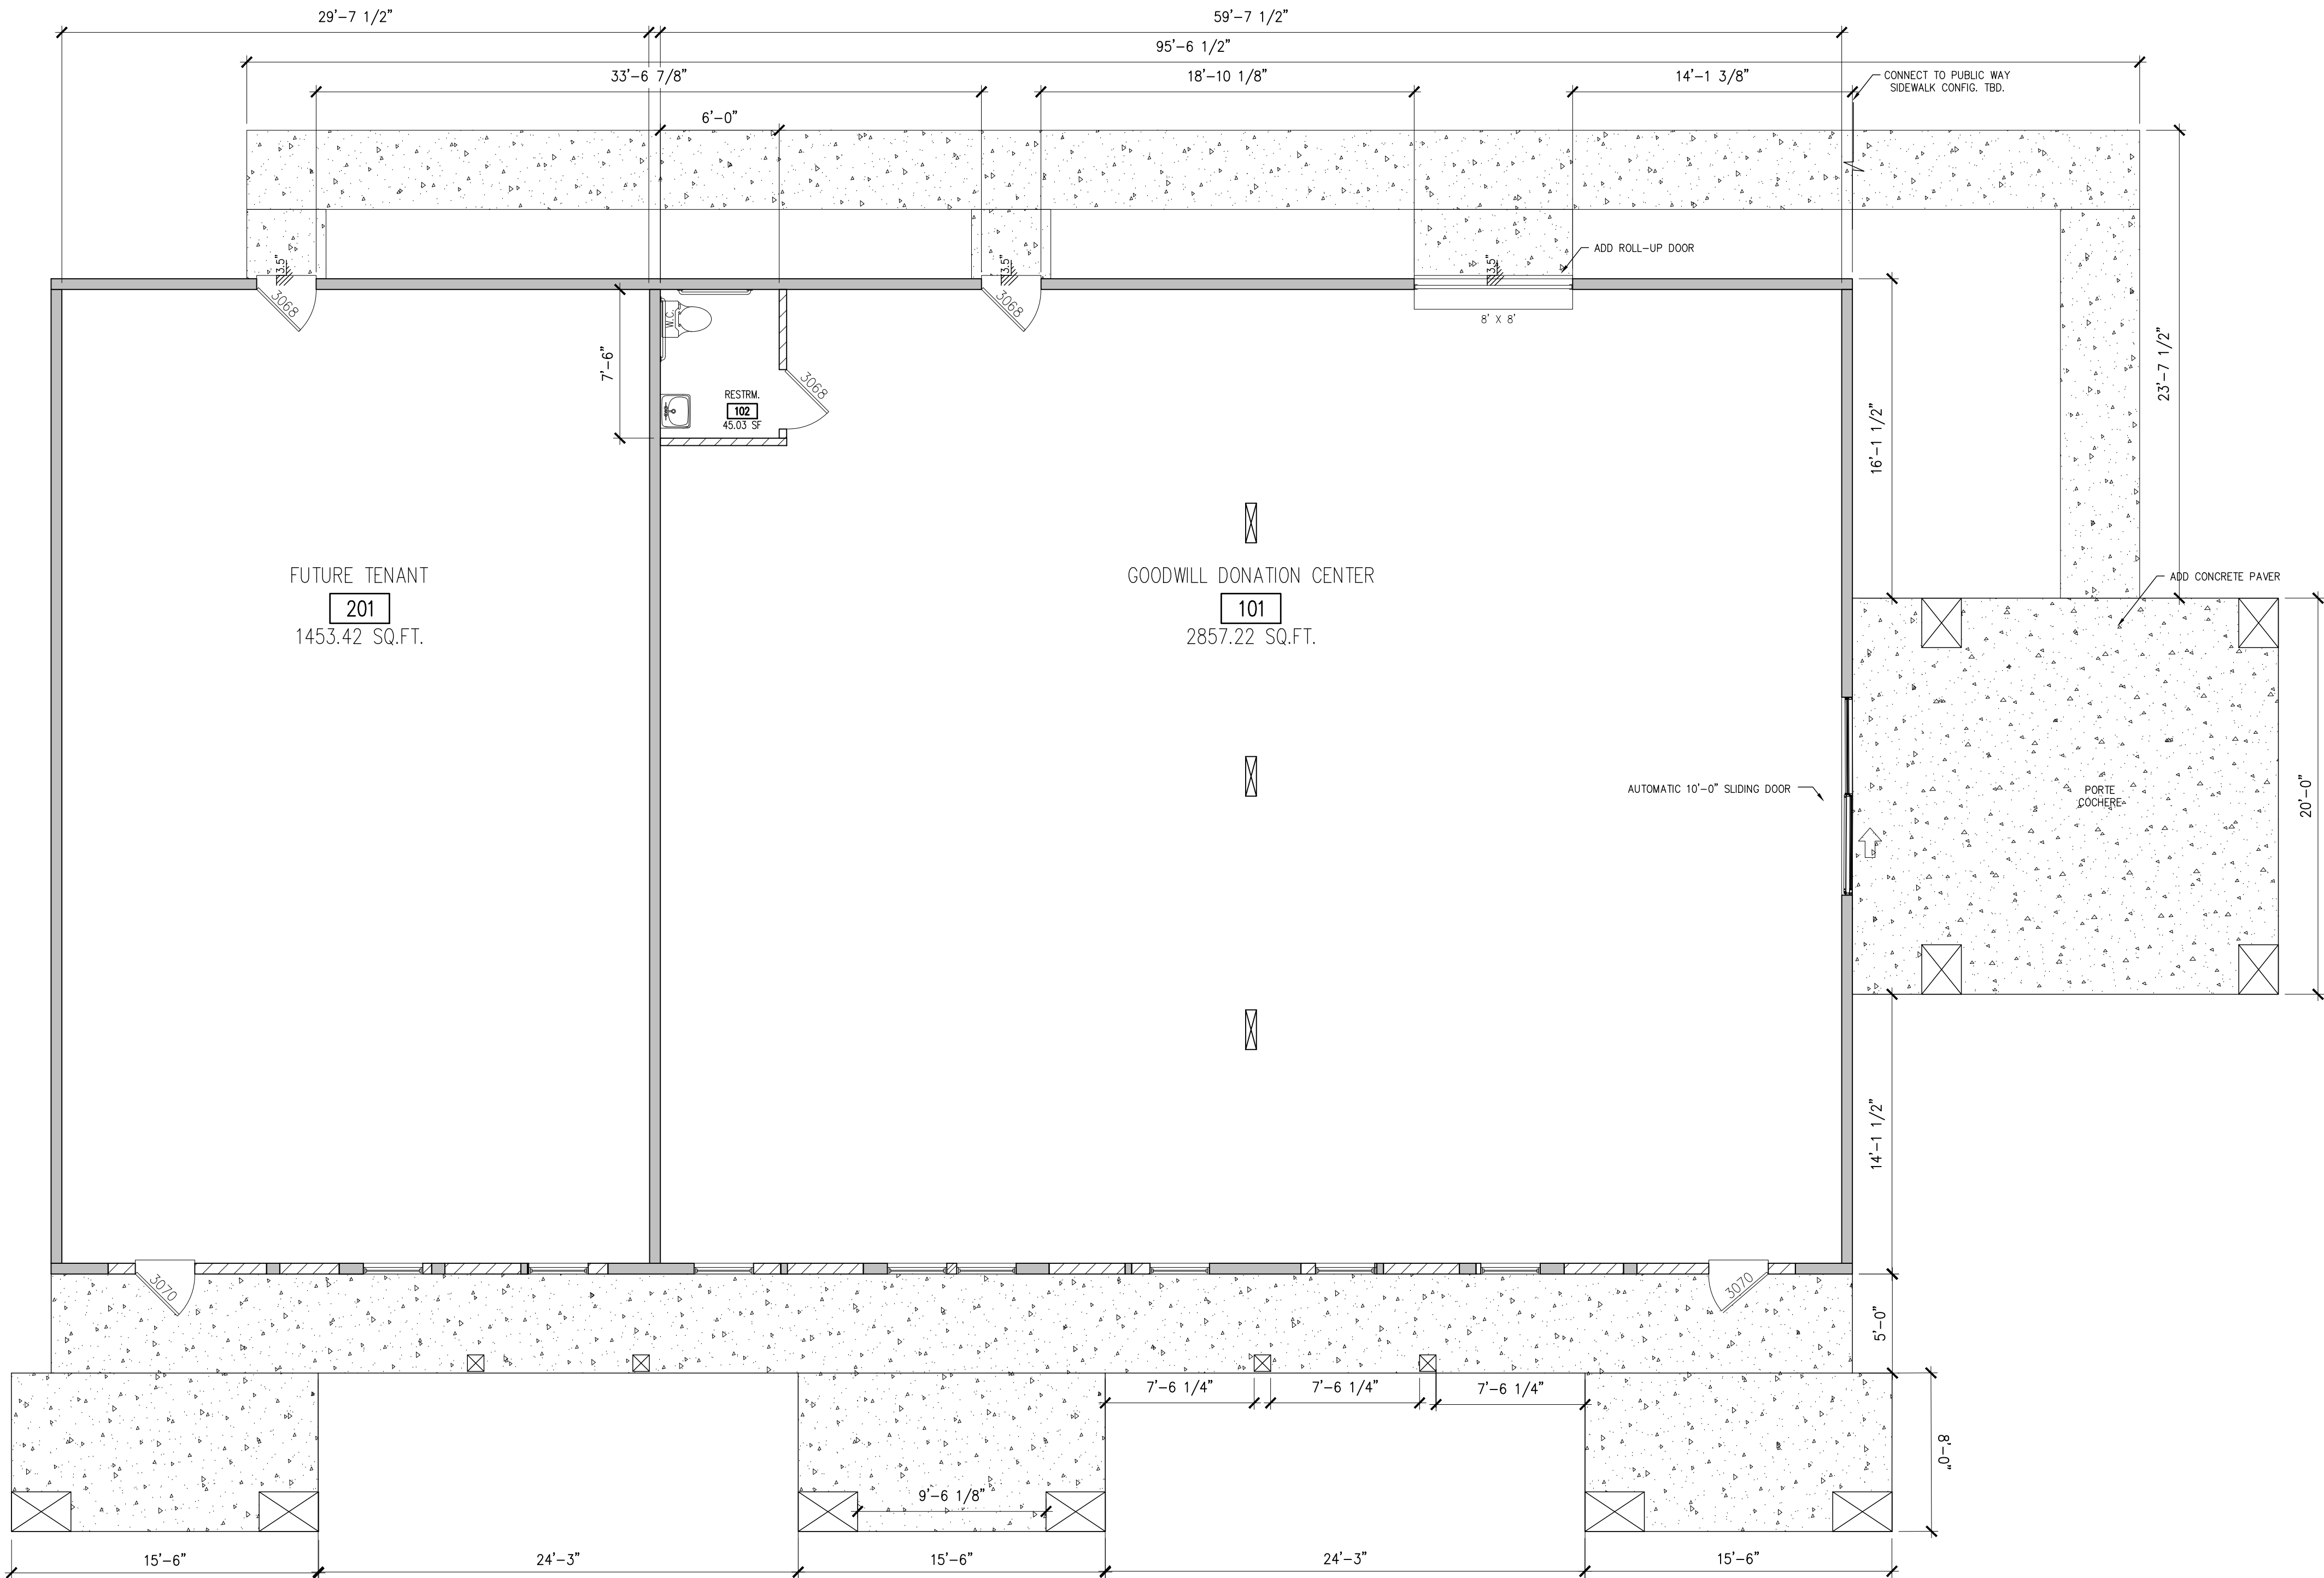 29'-7 1/2"
59'-7 1/2"
95'-6 1/2"
33'-6 7/8"
18'-10 1/8"
14'-1 3/8"
CONNECT TO PUBLIC WAY
SIDEWALK CONFIG. TBD.
6'-0"
ADD ROLL-UP DOOR
3.5"
3.5"
3.5"
3068
3068
8' X 8'
W.C.
7'-6"
3068
RESTRM.
102
45.03 SF
23'-7 1/2"
16'-1 1/2"
FUTURE TENANT
201
1453.42 SQ.FT.
GOODWILL DONATION CENTER
101
2857.22 SQ.FT.
ADD CONCRETE PAVER
AUTOMATIC 10'-0" SLIDING DOOR
PORTE
COCHERE
20'-0"
14'-1 1/2"
3070
3070
5'-0"
7'-6 1/4"
7'-6 1/4"
7'-6 1/4"
8'-0"
9'-6 1/8"
15'-6"
24'-3"
15'-6"
24'-3"
15'-6"